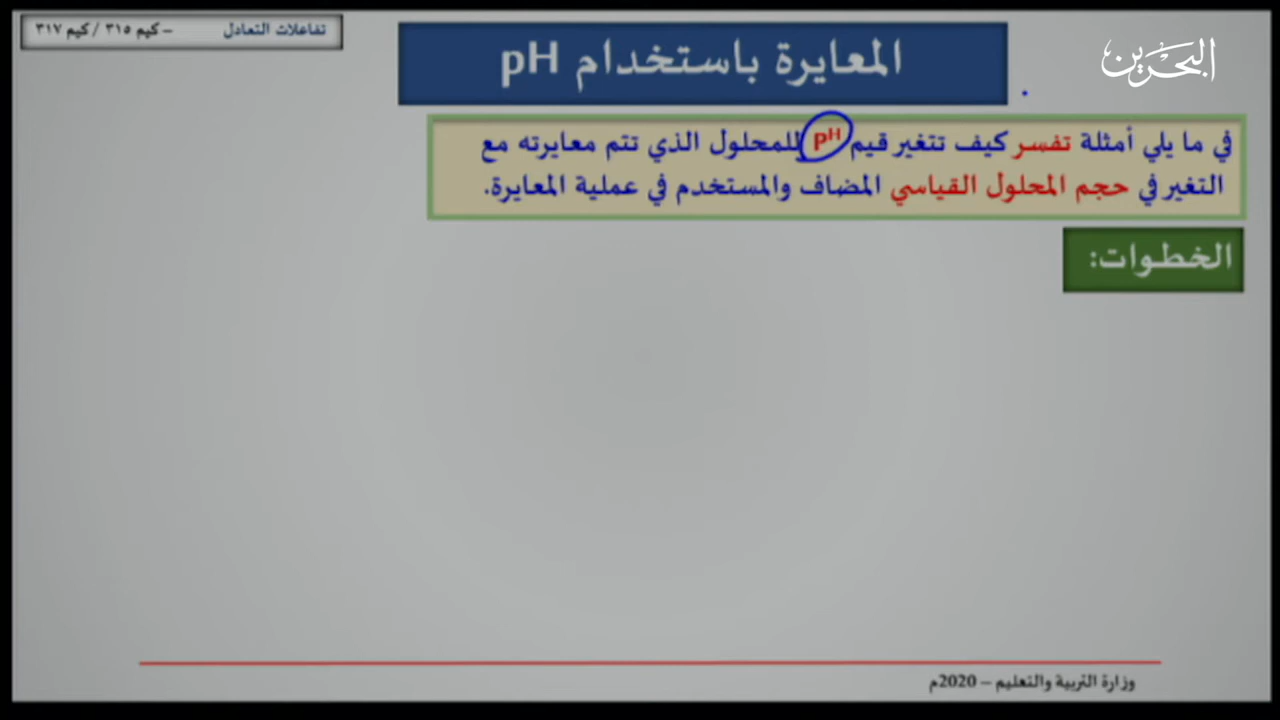 تفاعلات التعادل – كيم ٣١٥ / كيم ٣١٧
المعايرة باستخدام pH
البحرين
في ما يلي أمثلة تفسر كيف تتغير قيم pH للمحلول الذي تتم معايرته مع
التغير في حجم المحلول القياسي المضاف والمستخدم في عملية المعايرة.
الخطوات:
وزارة التربية والتعليم – 2020م